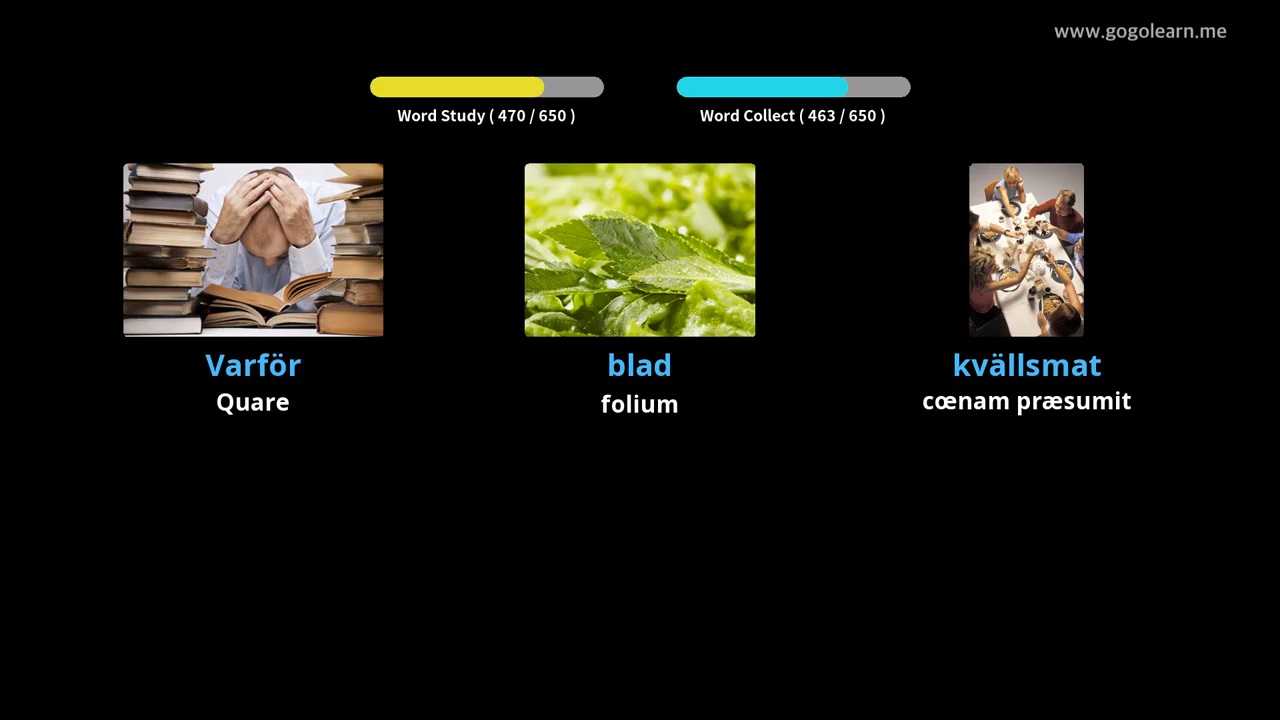 www.gogolearn.me
Word Study ( 470 / 650 )
Word Collect ( 463 / 650 )
Varför
blad
kvällsmat
Quare
folium
cœnam præsumit